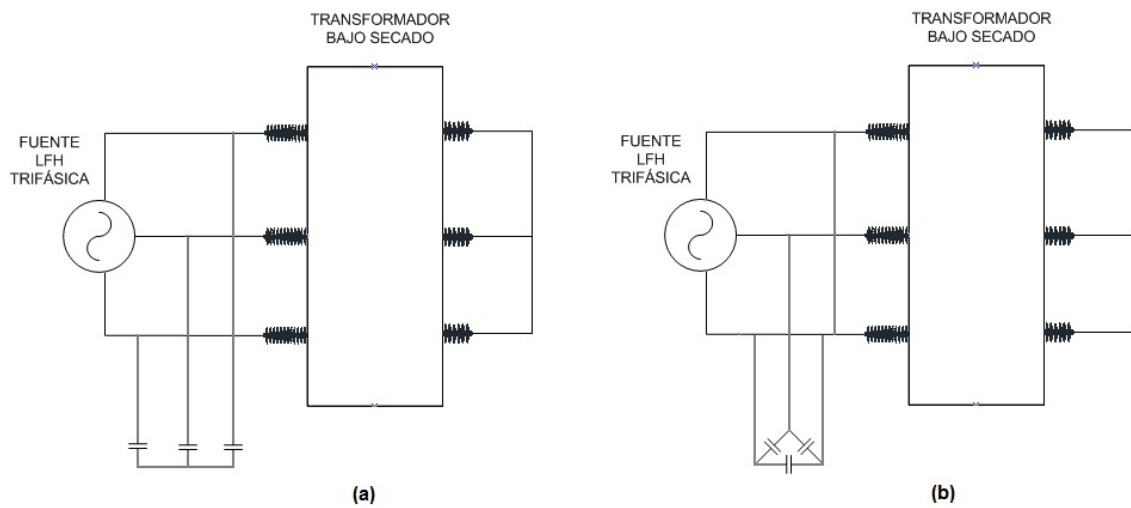 TRANSFORMADOR
BAJO SECADO
FUENTE
LFH
TRIFÁSICA
(a)
TRANSFORMADOR
BAJO SECADO
FUENTE
LFH
TRIFÁSICA
(b)